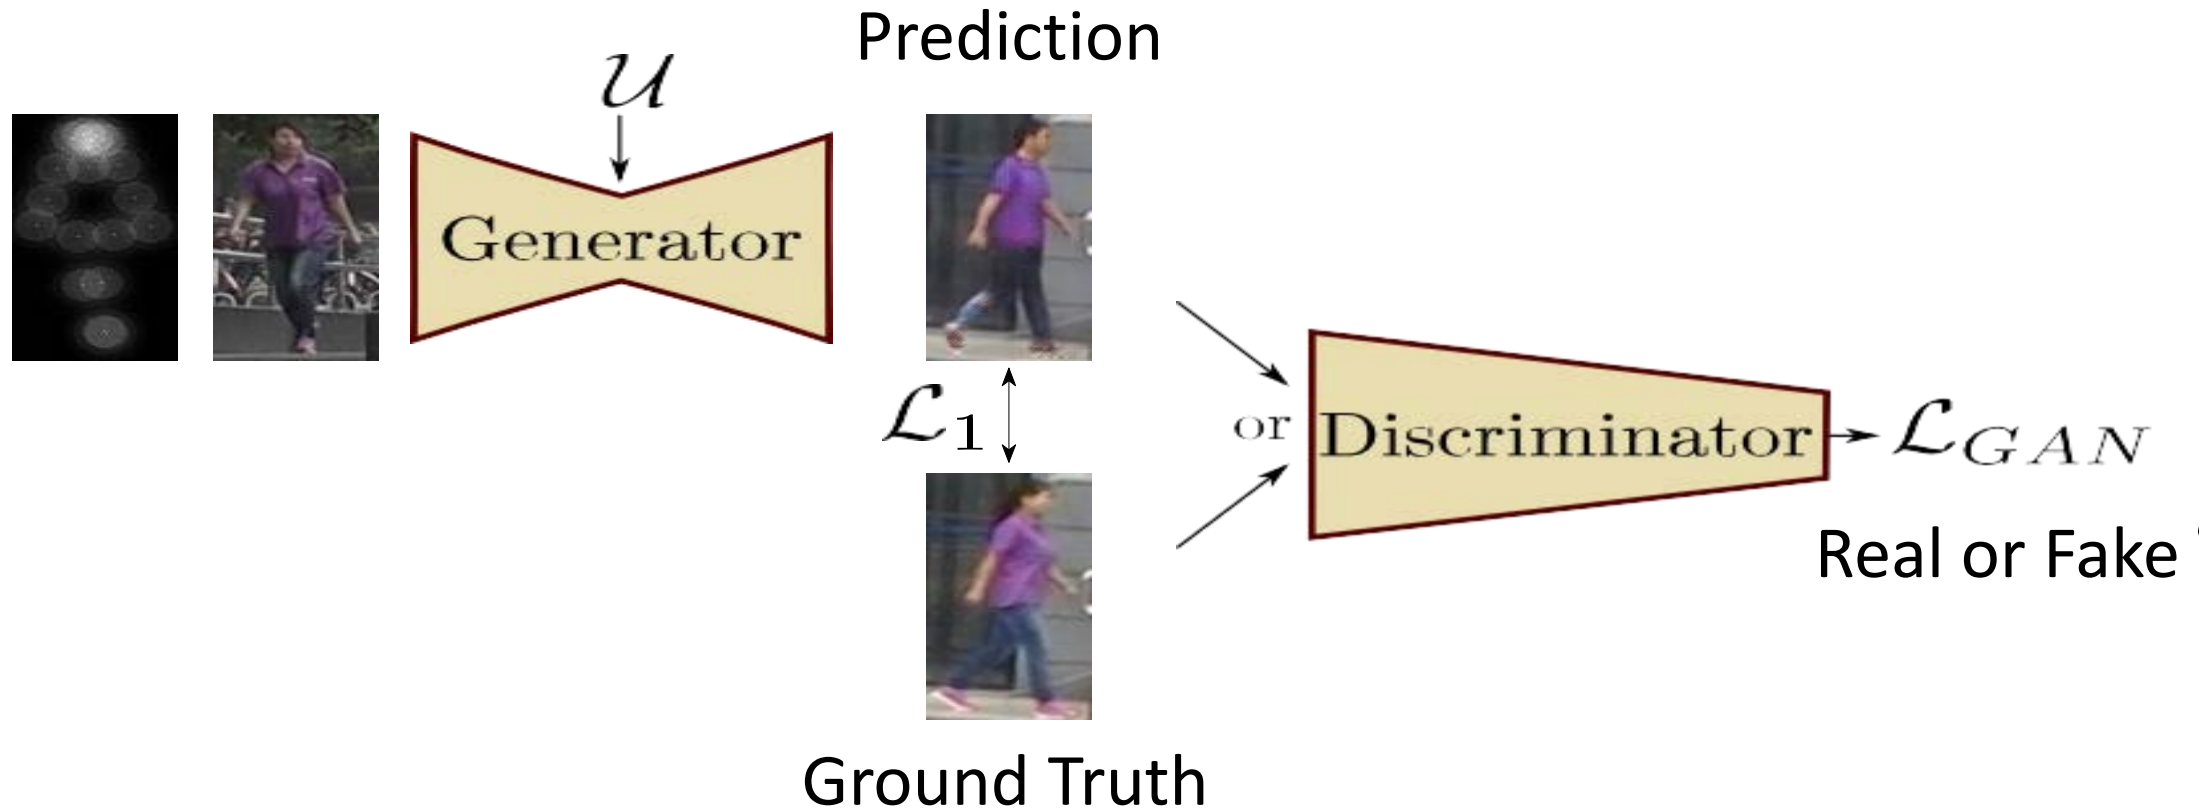 Prediction
𝒰
Generator
ℒ1
or
Discriminator
ℒGAN
Real or Fake
Ground Truth